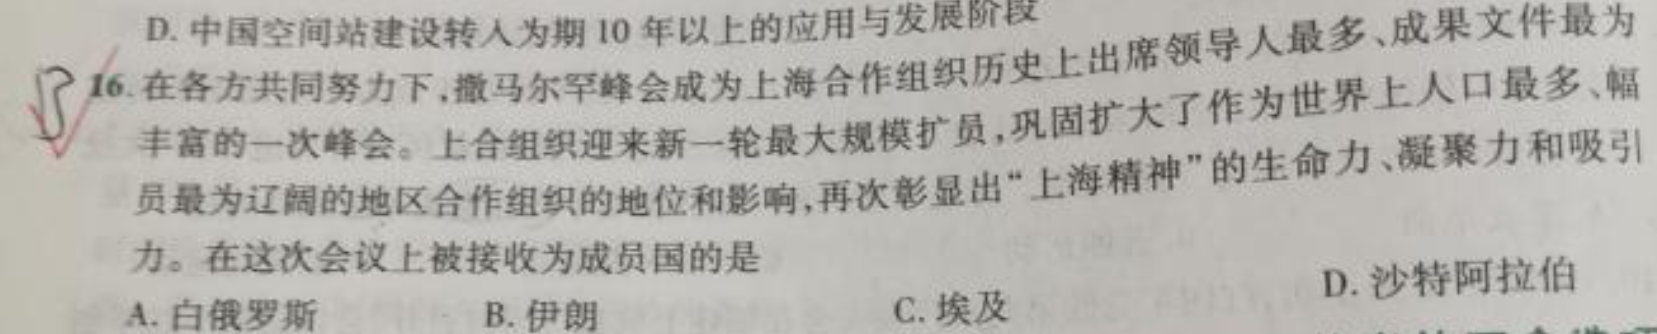 D. 中国空间站建设转入为期 10 年以上的应用与发展阶段
B 16. 在各方共同努力下,撒马尔罕峰会成为上海合作组织历史上出席领导人最多、成果文件最为
丰富的一次峰会。上合组织迎来新一轮最大规模扩员,巩固扩大了作为世界上人口最多、幅
员最为辽阔的地区合作组织的地位和影响,再次彰显出“上海精神”的生命力、凝聚力和吸引
力。在这次会议上被接收为成员国的是
A. 白俄罗斯 B. 伊朗 C. 埃及 D. 沙特阿拉伯